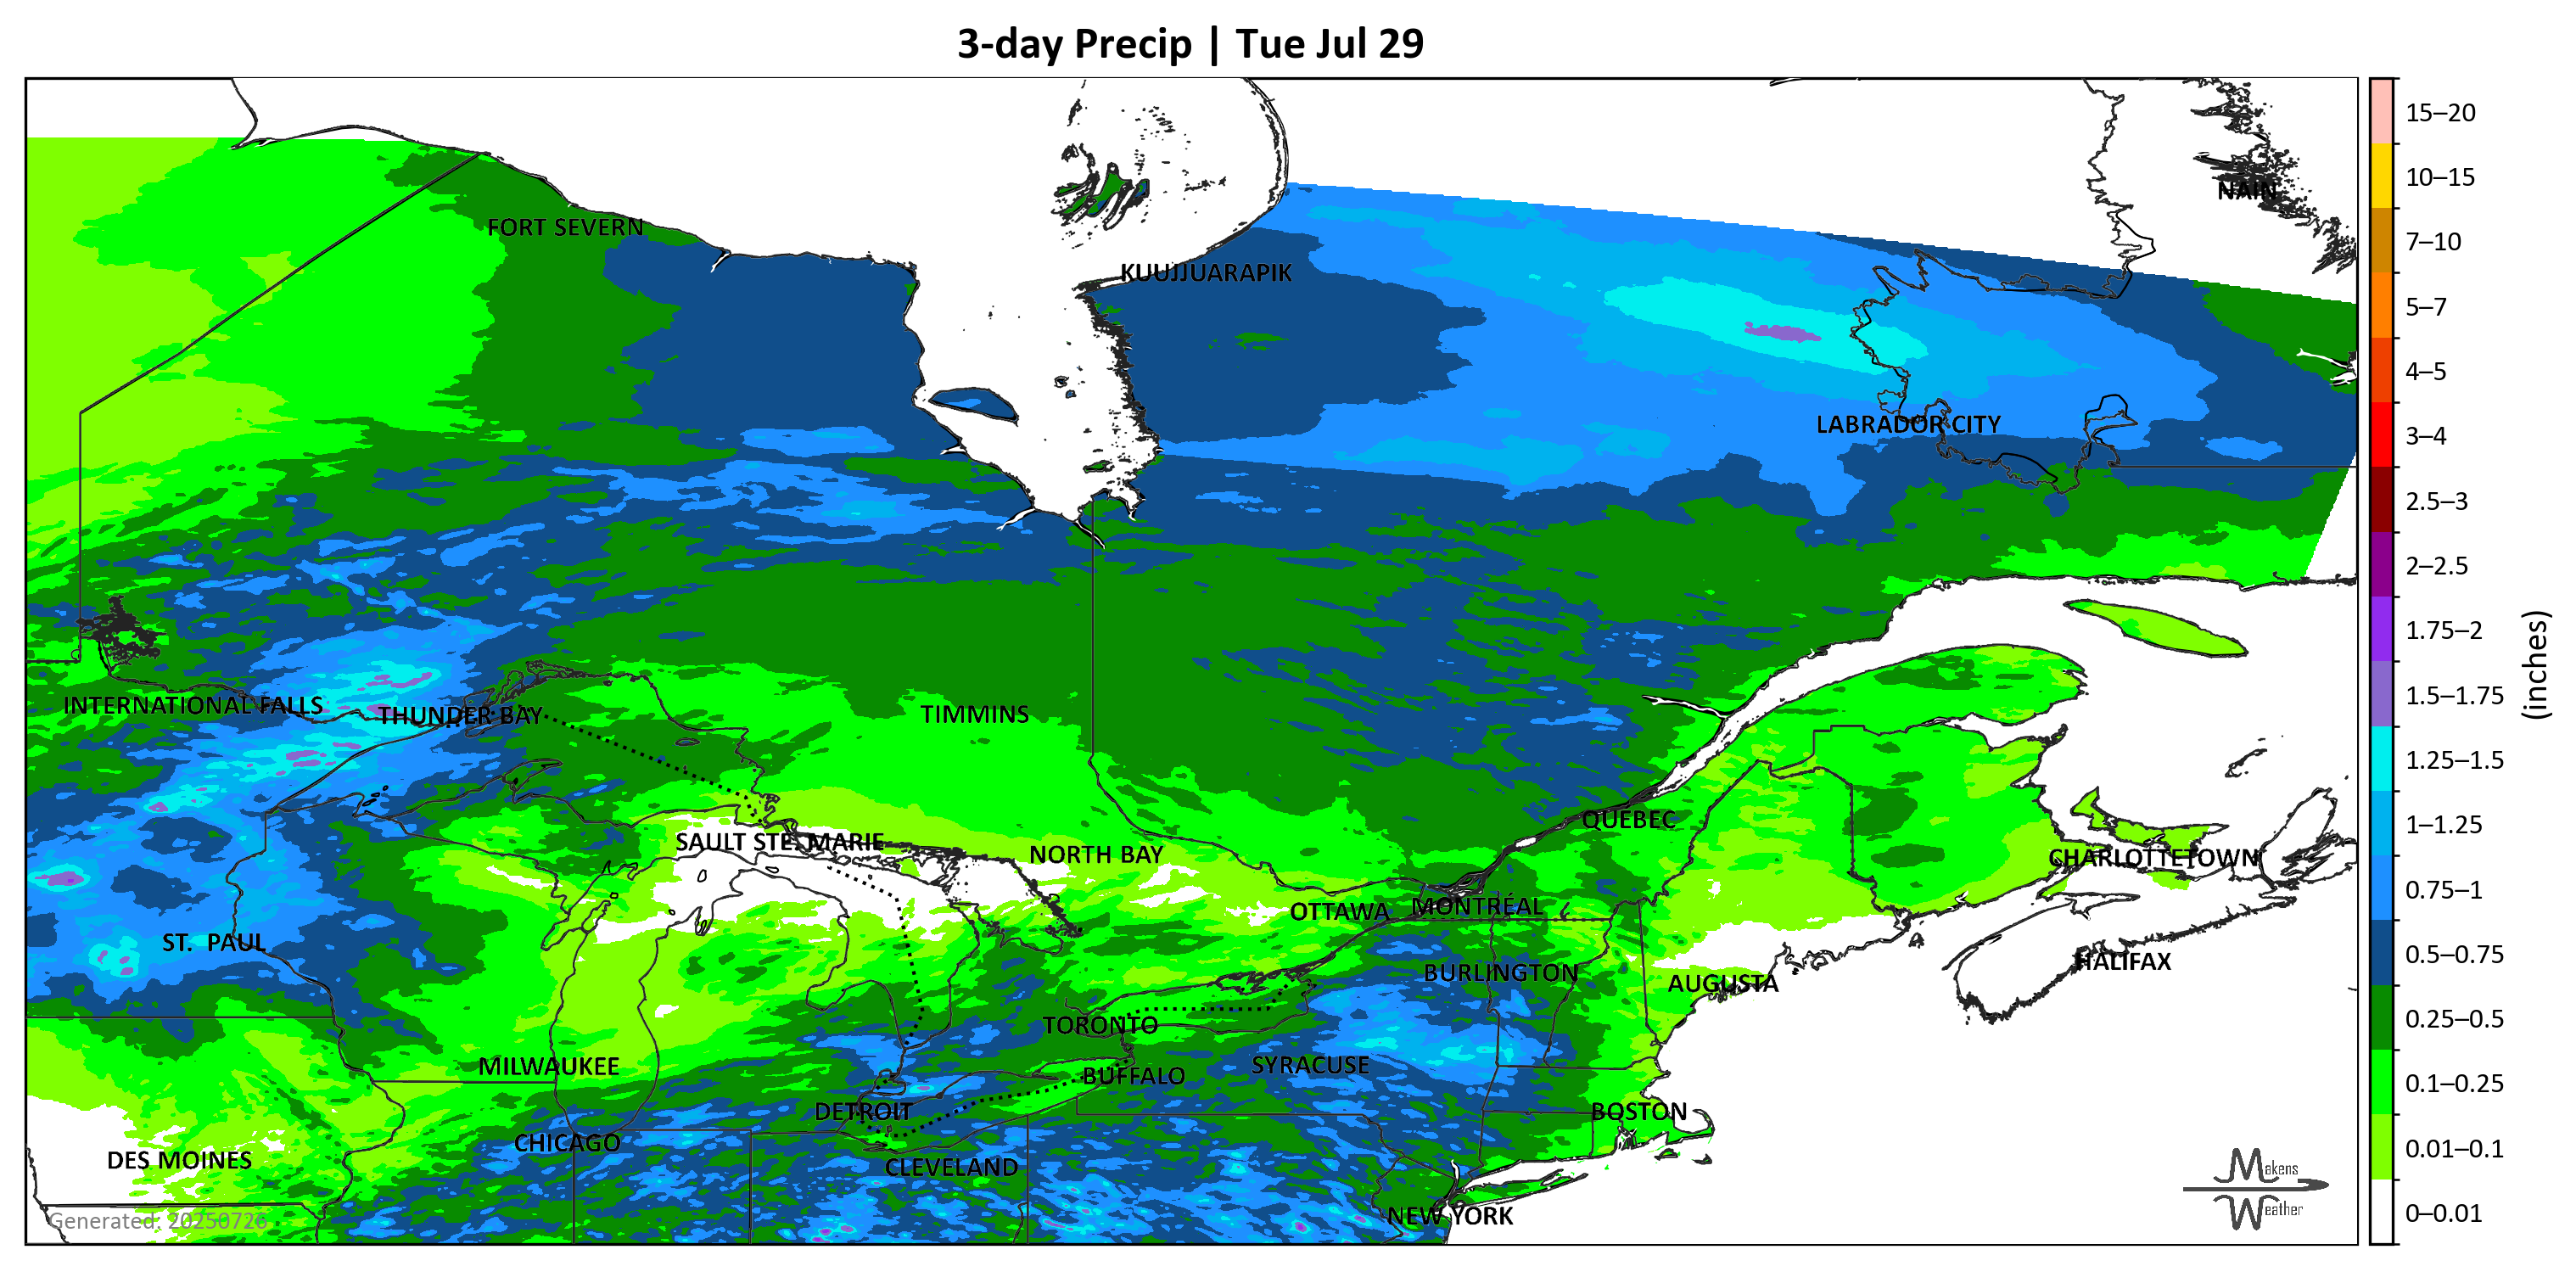 3-day Precip | Tue Jul 29
NAIN
FORT SEVERN
KUUJJUARAPIK
LABRADOR CITY
INTERNATIONAL FALLS
THUNDER BAY
TIMMINS
QUEBEC
SAULT STE. MARIE
NORTH BAY
CHARLOTTETOWN
OTTAWA
MONTRÉAL
ST. PAUL
HALIFAX
BURLINGTON
AUGUSTA
TORONTO
MILWAUKEE
SYRACUSE
BUFFALO
DETROIT
BOSTON
CHICAGO
DES MOINES
CLEVELAND
NEW YORK
Generated: 20250726
Makens
Weather
15–20
10–15
7–10
5–7
4–5
3–4
2.5–3
2–2.5
1.75–2
1.5–1.75
1.25–1.5
1–1.25
0.75–1
0.5–0.75
0.25–0.5
0.1–0.25
0.01–0.1
0–0.01
(inches)